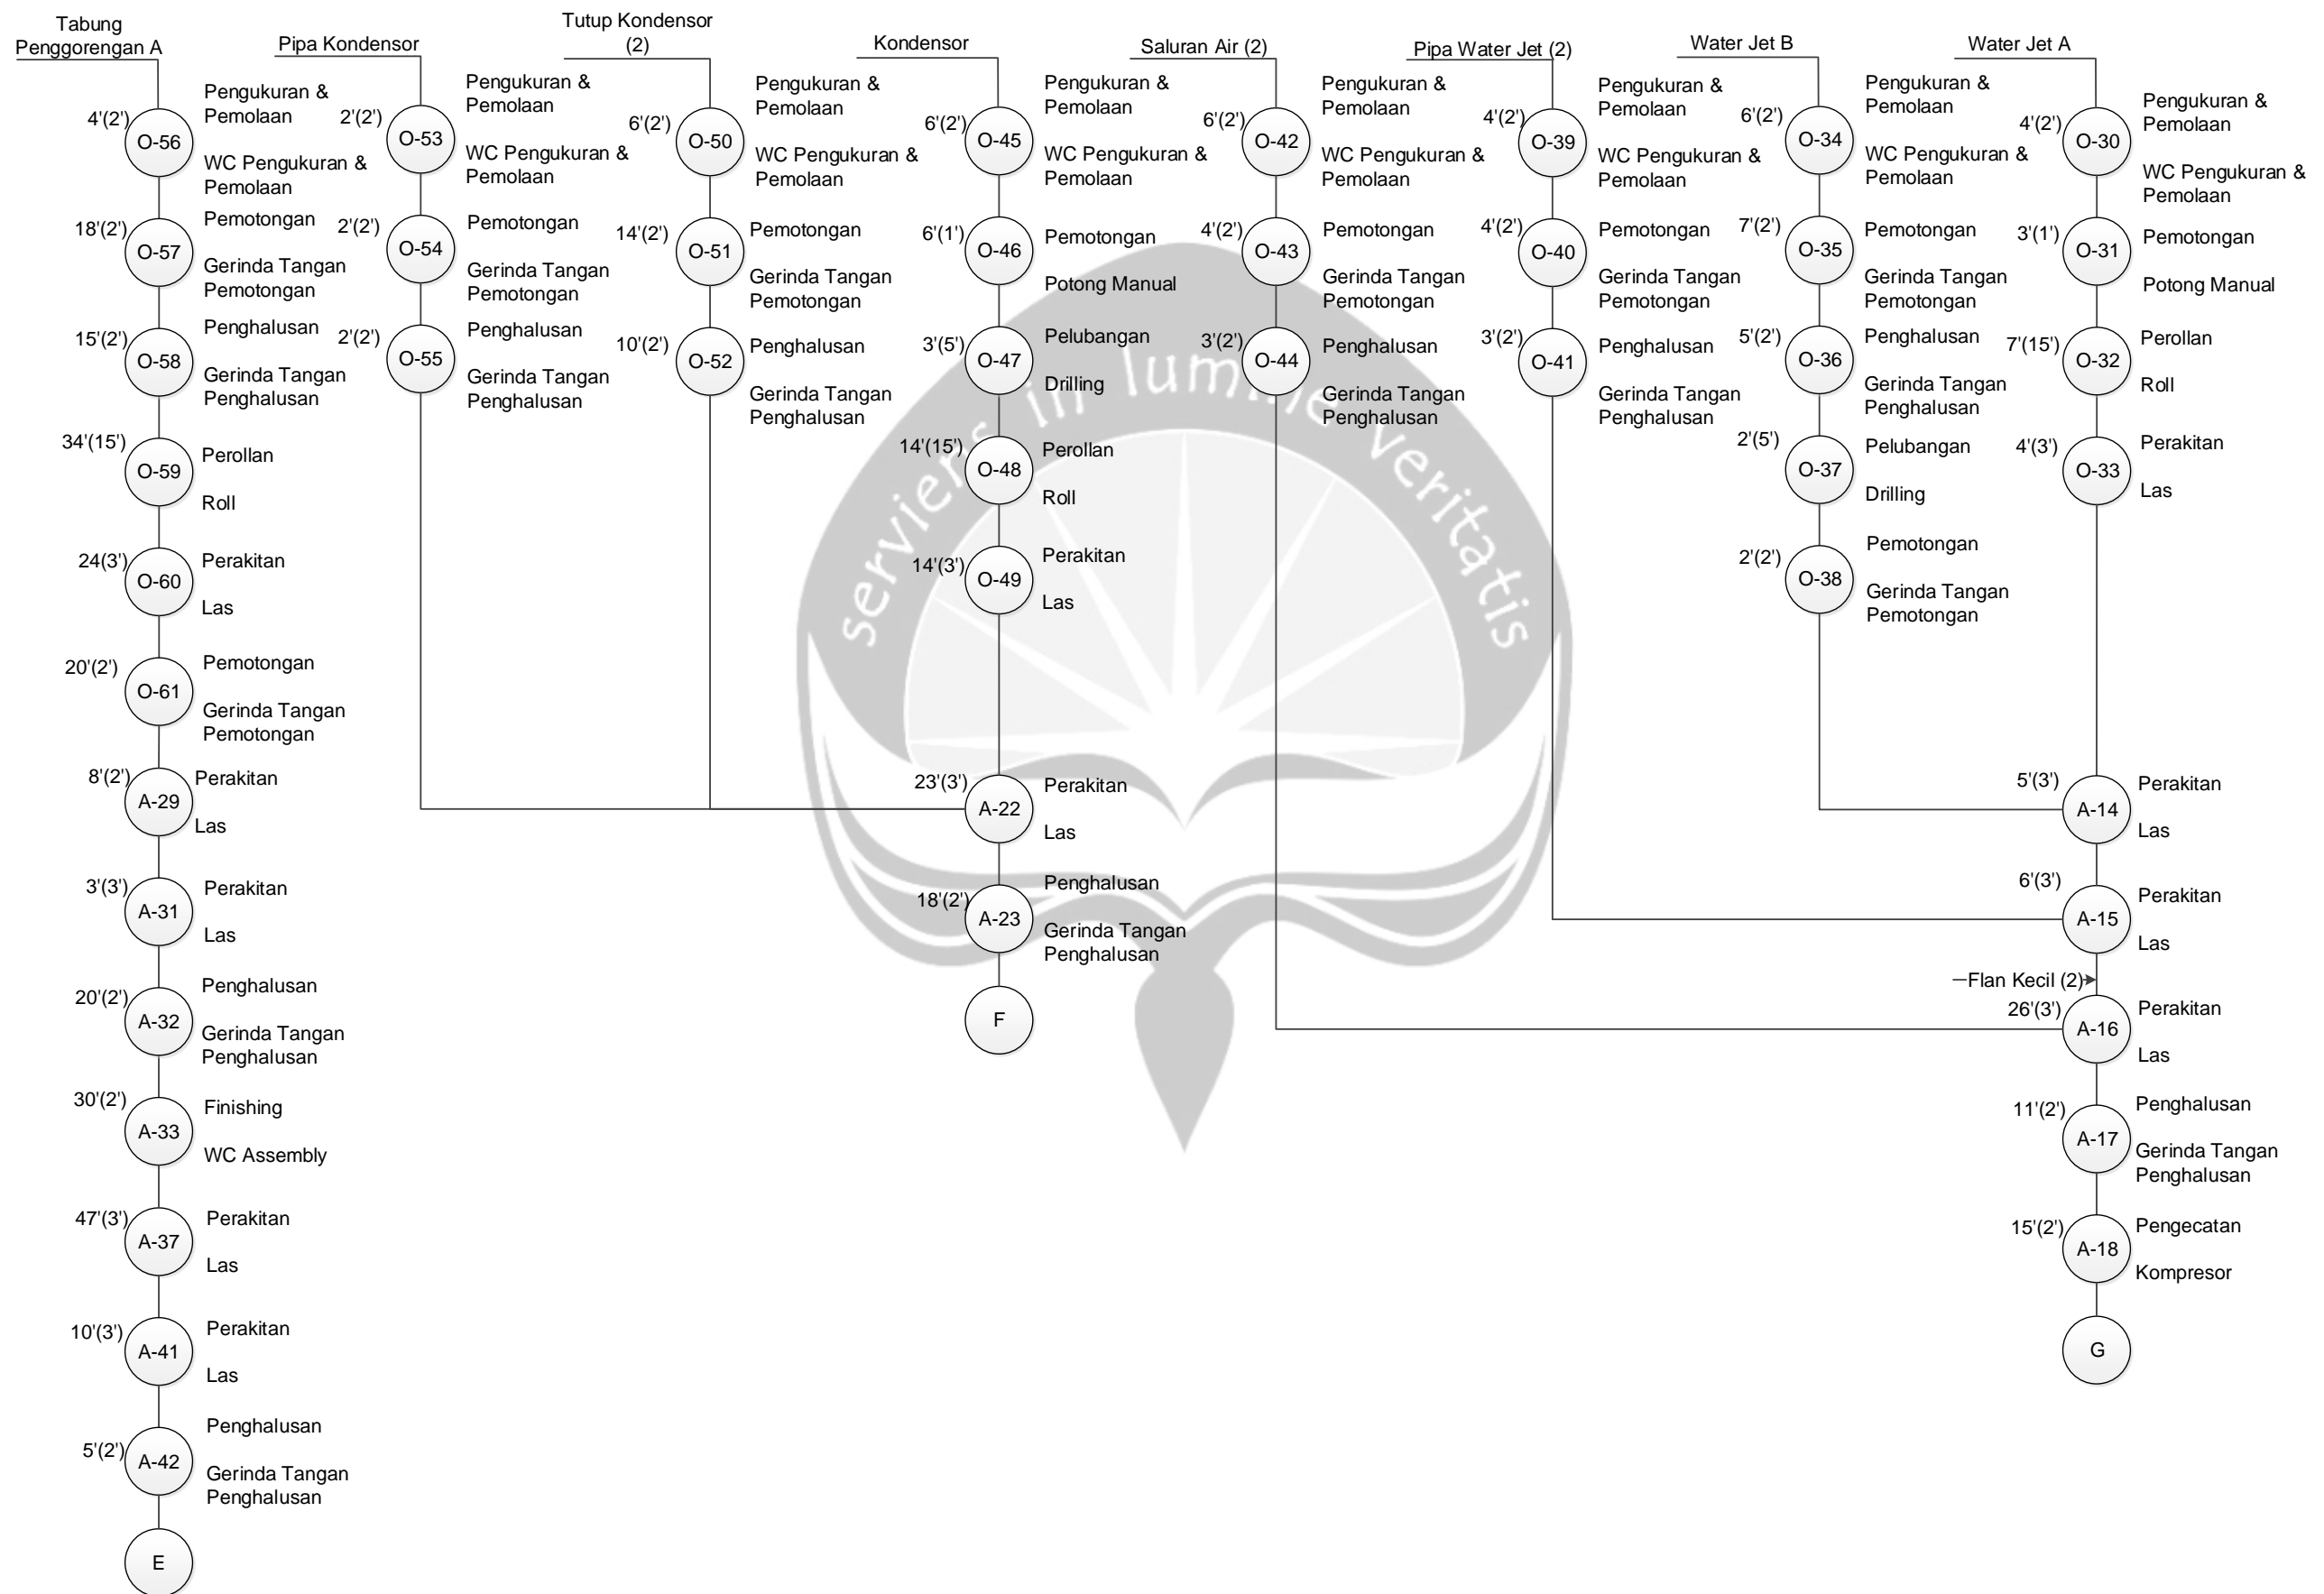 Tabung
Penggorengan A
4'(2')
O-56
Pengukuran &
Pemolaan
WC Pengukuran &
Pemolaan
18'(2')
O-57
Pemotongan
Gerinda Tangan
Pemotongan
15'(2')
O-58
Penghalusan
Gerinda Tangan
Penghalusan
34'(15')
O-59
Perollan
Roll
24(3')
O-60
Perakitan
Las
20'(2')
O-61
Pemotongan
Gerinda Tangan
Pemotongan
8'(2')
A-29
Perakitan
Las
3'(3')
A-31
Perakitan
Las
20'(2')
A-32
Penghalusan
Gerinda Tangan
Penghalusan
30'(2')
A-33
Finishing
WC Assembly
47'(3')
A-37
Perakitan
Las
10'(3')
A-41
Perakitan
Las
5'(2')
A-42
Penghalusan
Gerinda Tangan
Penghalusan
E
Pipa Kondensor
2'(2')
O-53
Pengukuran &
Pemolaan
WC Pengukuran &
Pemolaan
2'(2')
O-54
Pemotongan
Gerinda Tangan
Pemotongan
2'(2')
O-55
Penghalusan
Gerinda Tangan
Penghalusan
Tutup Kondensor
(2)
6'(2')
O-50
Pengukuran &
Pemolaan
WC Pengukuran &
Pemolaan
14'(2')
O-51
Pemotongan
Gerinda Tangan
Pemotongan
10'(2')
O-52
Penghalusan
Gerinda Tangan
Penghalusan
Kondensor
6'(2')
O-45
Pengukuran &
Pemolaan
WC Pengukuran &
Pemolaan
6'(1')
O-46
Pemotongan
Potong Manual
3'(5')
O-47
Pelubangan
Drilling
14'(15')
O-48
Perollan
Roll
14'(3')
O-49
Perakitan
Las
23'(3')
A-22
Perakitan
Las
18'(2')
A-23
Penghalusan
Gerinda Tangan
Penghalusan
F
Saluran Air (2)
6'(2')
O-42
Pengukuran &
Pemolaan
WC Pengukuran &
Pemolaan
4'(2')
O-43
Pemotongan
Gerinda Tangan
Pemotongan
3'(2')
O-44
Penghalusan
Gerinda Tangan
Penghalusan
Pipa Water Jet (2)
4'(2')
O-39
Pengukuran &
Pemolaan
WC Pengukuran &
Pemolaan
4'(2')
O-40
Pemotongan
Gerinda Tangan
Pemotongan
3'(2')
O-41
Penghalusan
Gerinda Tangan
Penghalusan
Water Jet B
6'(2')
O-34
Pengukuran &
Pemolaan
WC Pengukuran &
Pemolaan
7'(2')
O-35
Pemotongan
Gerinda Tangan
Pemotongan
5'(2')
O-36
Penghalusan
Gerinda Tangan
Penghalusan
2'(5')
O-37
Pelubangan
Drilling
2'(2')
O-38
Pemotongan
Gerinda Tangan
Pemotongan
Water Jet A
4'(2')
O-30
Pengukuran &
Pemolaan
WC Pengukuran &
Pemolaan
3'(1')
O-31
Pemotongan
Potong Manual
7'(15')
O-32
Perollan
Roll
4'(3')
O-33
Perakitan
Las
5'(3')
A-14
Perakitan
Las
6'(3')
A-15
Perakitan
Las
Flan Kecil (2)
26'(3')
A-16
Perakitan
Las
11'(2')
A-17
Penghalusan
Gerinda Tangan
Penghalusan
15'(2')
A-18
Pengecatan
Kompresor
G
serviens in lumine veritatis